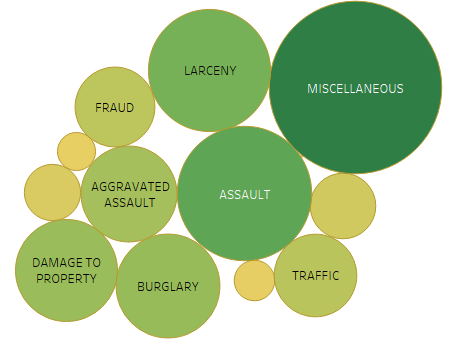 LARCENY
MISCELLANEOUS
FRAUD
AGGRAVATED
ASSAULT
ASSAULT
DAMAGE TO
PROPERTY
BURGLARY
TRAFFIC